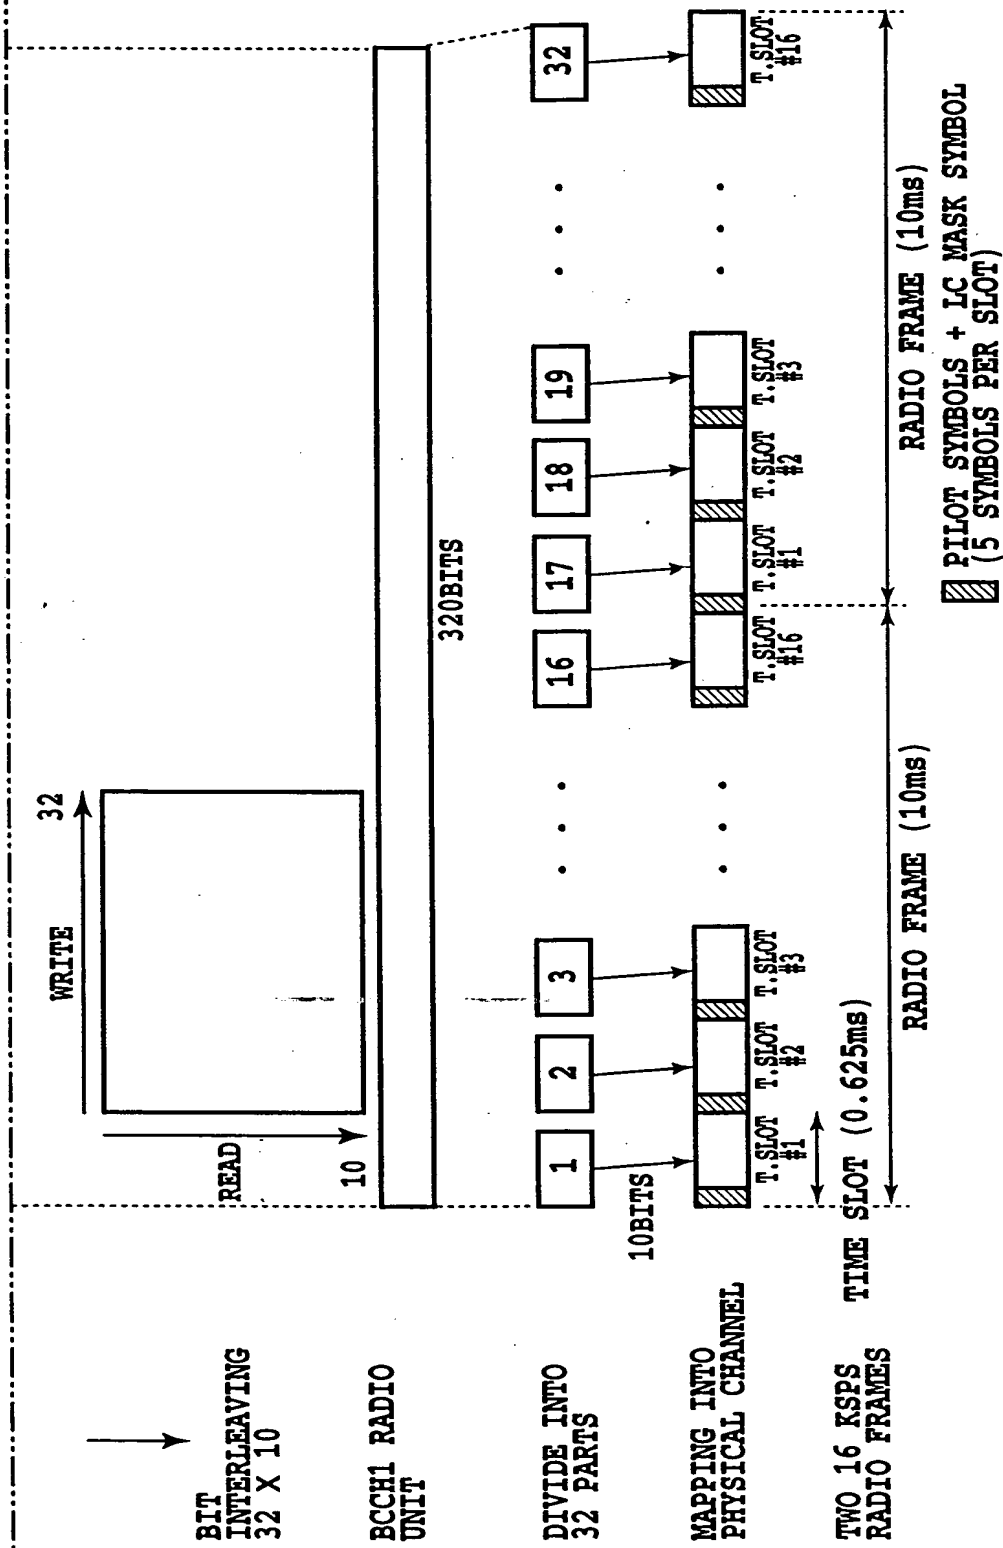 BIT
INTERLEAVING
32 X 10
WRITE
32
READ
10
BCCH1 RADIO
UNIT
320BITS
DIVIDE INTO
32 PARTS
1
2
3
16
17
18
19
32
10BITS
MAPPING INTO
PHYSICAL CHANNEL
T.SLOT
#1
T.SLOT
#2
T.SLOT
#3
T.SLOT
#16
T.SLOT
#1
T.SLOT
#2
T.SLOT
#3
T.SLOT
#16
TWO 16 KSPS
RADIO FRAMES
TIME SLOT (0.625ms)
RADIO FRAME (10ms)
RADIO FRAME (10ms)
PILOT SYMBOLS + LC MASK SYMBOL
(5 SYMBOLS PER SLOT)